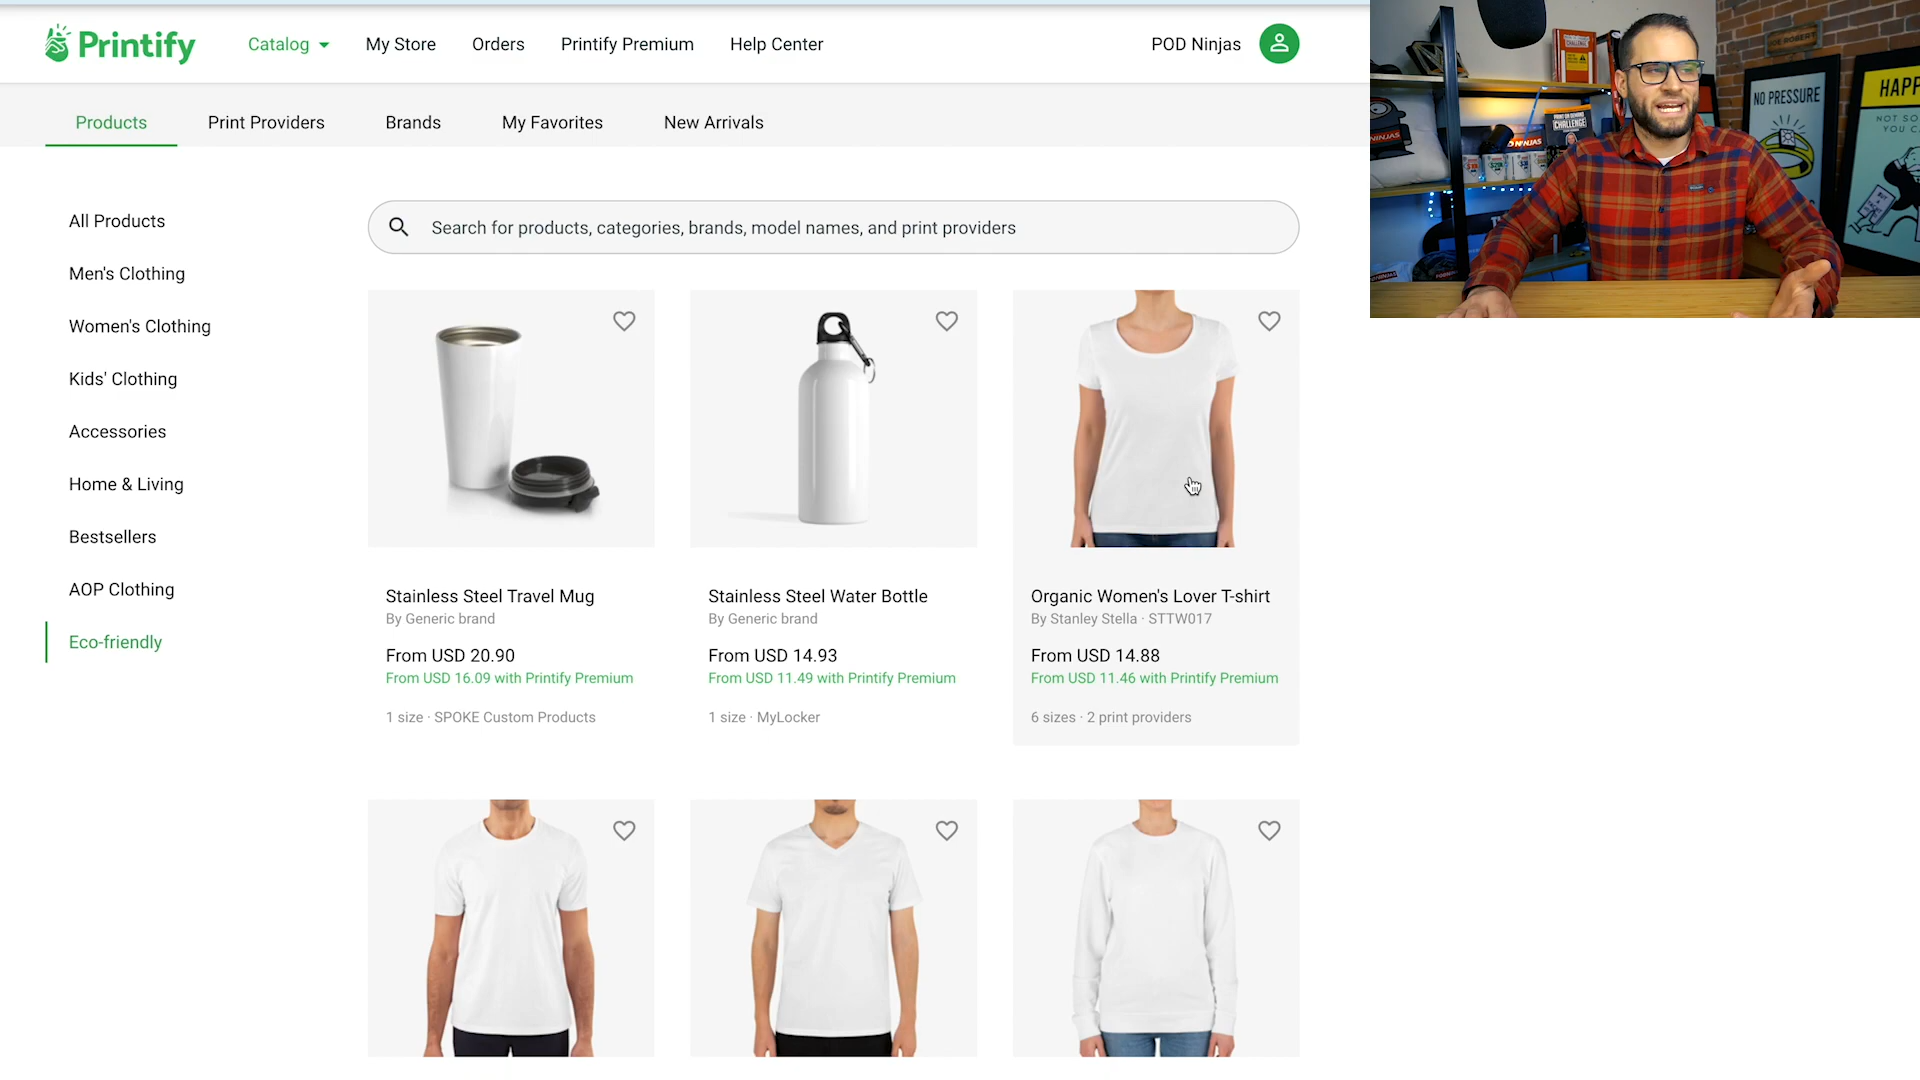 Printify
Catalog
My Store
Orders
Printify Premium
Help Center
POD Ninjas
Products
Print Providers
Brands
My Favorites
New Arrivals
All Products
Men's Clothing
Women's Clothing
Kids' Clothing
Accessories
Home & Living
Bestsellers
AOP Clothing
Eco-friendly
Search for products, categories, brands, model names, and print providers
Stainless Steel Travel Mug
By Generic brand
From USD 20.90
From USD 16.09 with Printify Premium
1 size · SPOKE Custom Products
Stainless Steel Water Bottle
By Generic brand
From USD 14.93
From USD 11.49 with Printify Premium
1 size · MyLocker
Organic Women's Lover T-shirt
By Stanley Stella · STTW017
From USD 14.88
From USD 11.46 with Printify Premium
6 sizes · 2 print providers
NO PRESSURE
HAPP
NOT SO
YOU C
CHALLENGE